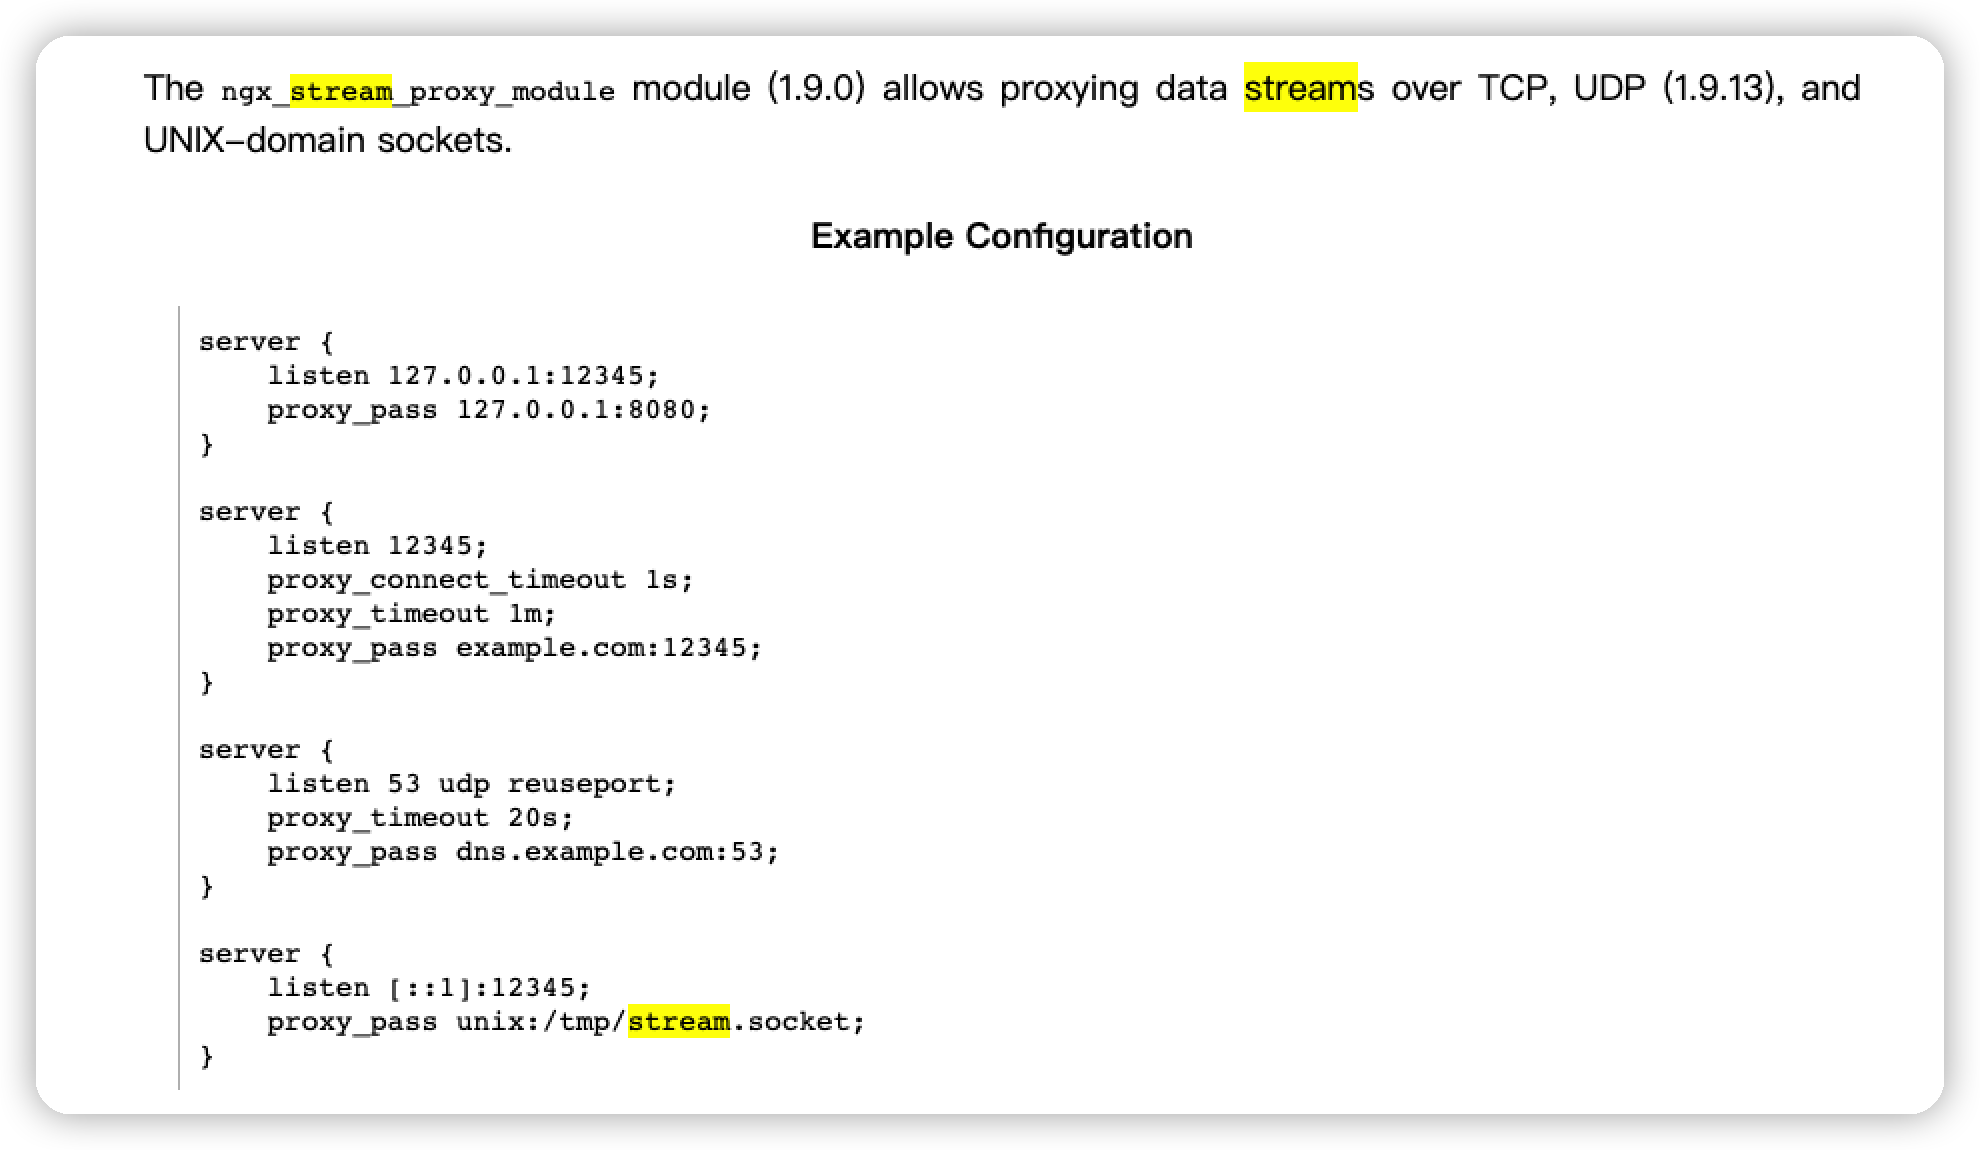 The ngx_stream_proxy_module module (1.9.0) allows proxying data streams over TCP, UDP (1.9.13), and
UNIX–domain sockets.
Example Configuration
server {
    listen 127.0.0.1:12345;
    proxy_pass 127.0.0.1:8080;
}
server {
    listen 12345;
    proxy_connect_timeout 1s;
    proxy_timeout 1m;
    proxy_pass example.com:12345;
}
server {
    listen 53 udp reuseport;
    proxy_timeout 20s;
    proxy_pass dns.example.com:53;
}
server {
    listen [::1]:12345;
    proxy_pass unix:/tmp/stream.socket;
}